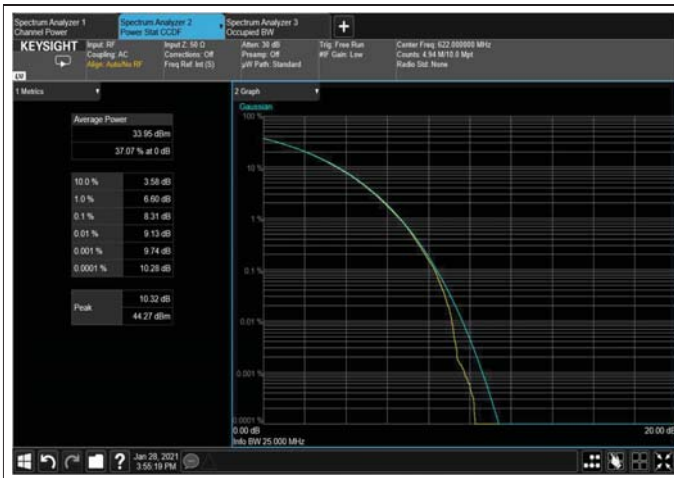 Spectrum Analyzer 1
Channel Power
Spectrum Analyzer 2
Power Stat CCDF
Spectrum Analyzer 3
Occupied BW
+
KEYSIGHT
Input: RF
Coupling: AC
Align: Auto/No RF
Input Z: 50 Ω
Corrections: Off
Freq Ref: Int (S)
Atten: 30 dB
Preamp: Off
µW Path: Standard
Trig: Free Run
#IF Gain: Low
Center Freq: 622.000000 MHz
Counts: 4.94 M/10.0 Mpt
Radio Std: None
1 Metrics
Average Power
33.95 dBm
37.07 % at 0 dB
10.0 % 3.58 dB
1.0 % 6.60 dB
0.1 % 8.31 dB
0.01 % 9.13 dB
0.001 % 9.74 dB
0.0001 % 10.28 dB
Peak
10.32 dB
44.27 dBm
2 Graph
Gaussian
100 %
10 %
1 %
0.1 %
0.01 %
0.001 %
0.0001 %
0.00 dB
20.00 dB
Info BW 25.000 MHz
Jan 28, 2021
3:55:19 PM